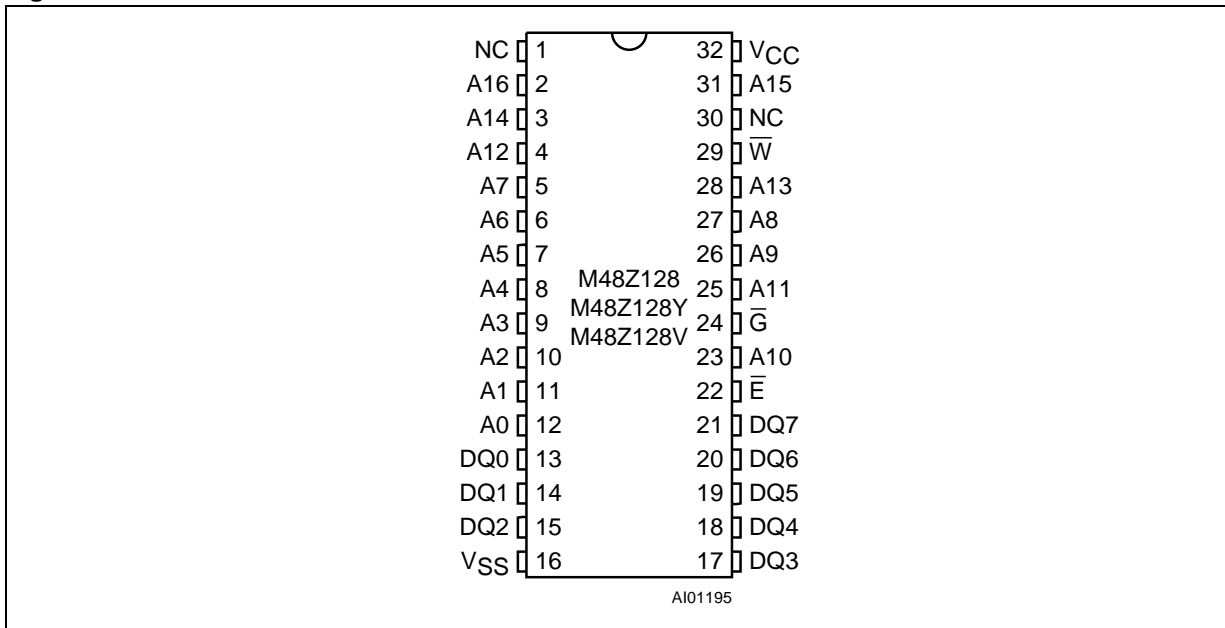 NC 1 32 VCC
A16 2 31 A15
A14 3 30 NC
A12 4 29 W̅
A7 5 28 A13
A6 6 27 A8
A5 7 26 A9
A4 8 M48Z128 25 A11
M48Z128Y
A3 9 24 G̅
M48Z128V
A2 10 23 A10
A1 11 22 E̅
A0 12 21 DQ7
DQ0 13 20 DQ6
DQ1 14 19 DQ5
DQ2 15 18 DQ4
VSS 16 17 DQ3
AI01195